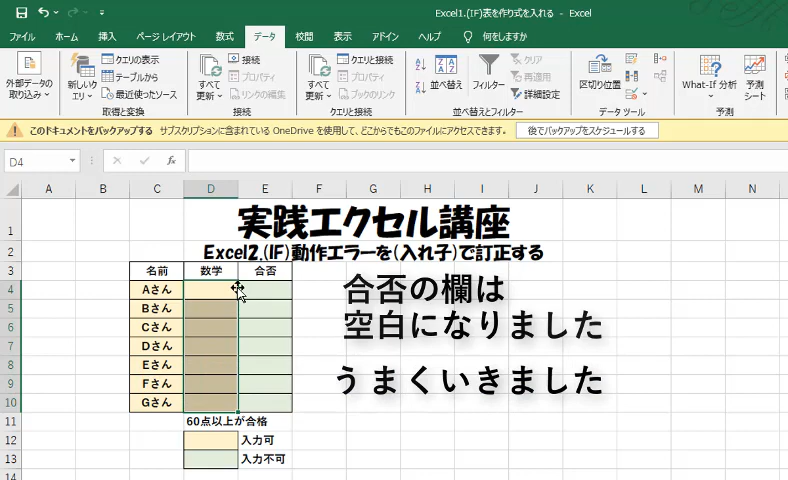 Excel1.(IF)表を作り式を入れる - Excel
ファイル ホーム 挿入 ページ レイアウト 数式 データ 校閲 表示 アドイン ヘルプ 何をしますか
外部データの取り込み
新しいクエリ
クエリの表示
テーブルから
最近使ったソース
取得と変換
すべて更新
接続
プロパティ
リンクの編集
接続
すべて更新
クエリと接続
プロパティ
ブックのリンク
クエリと接続
並べ替え
フィルター
クリア
再適用
詳細設定
並べ替えとフィルター
区切り位置
データ ツール
What-If 分析
予測シート
予測
このドキュメントをバックアップする サブスクリプションに含まれている OneDrive を使用して、どこからでもこのファイルにアクセスできます。 後でバックアップをスケジュールする
D4 fx
A B C D E F G H I J K L M N
1 実践エクセル講座
2 Excel2.(IF)動作エラーを(入れ子)で訂正する
3 名前 数学 合否
4 Aさん
5 Bさん
6 Cさん
7 Dさん
8 Eさん
9 Fさん
10 Gさん
11 60点以上が合格
12 入力可
13 入力不可
14
合否の欄は
空白になりました
うまくいきました